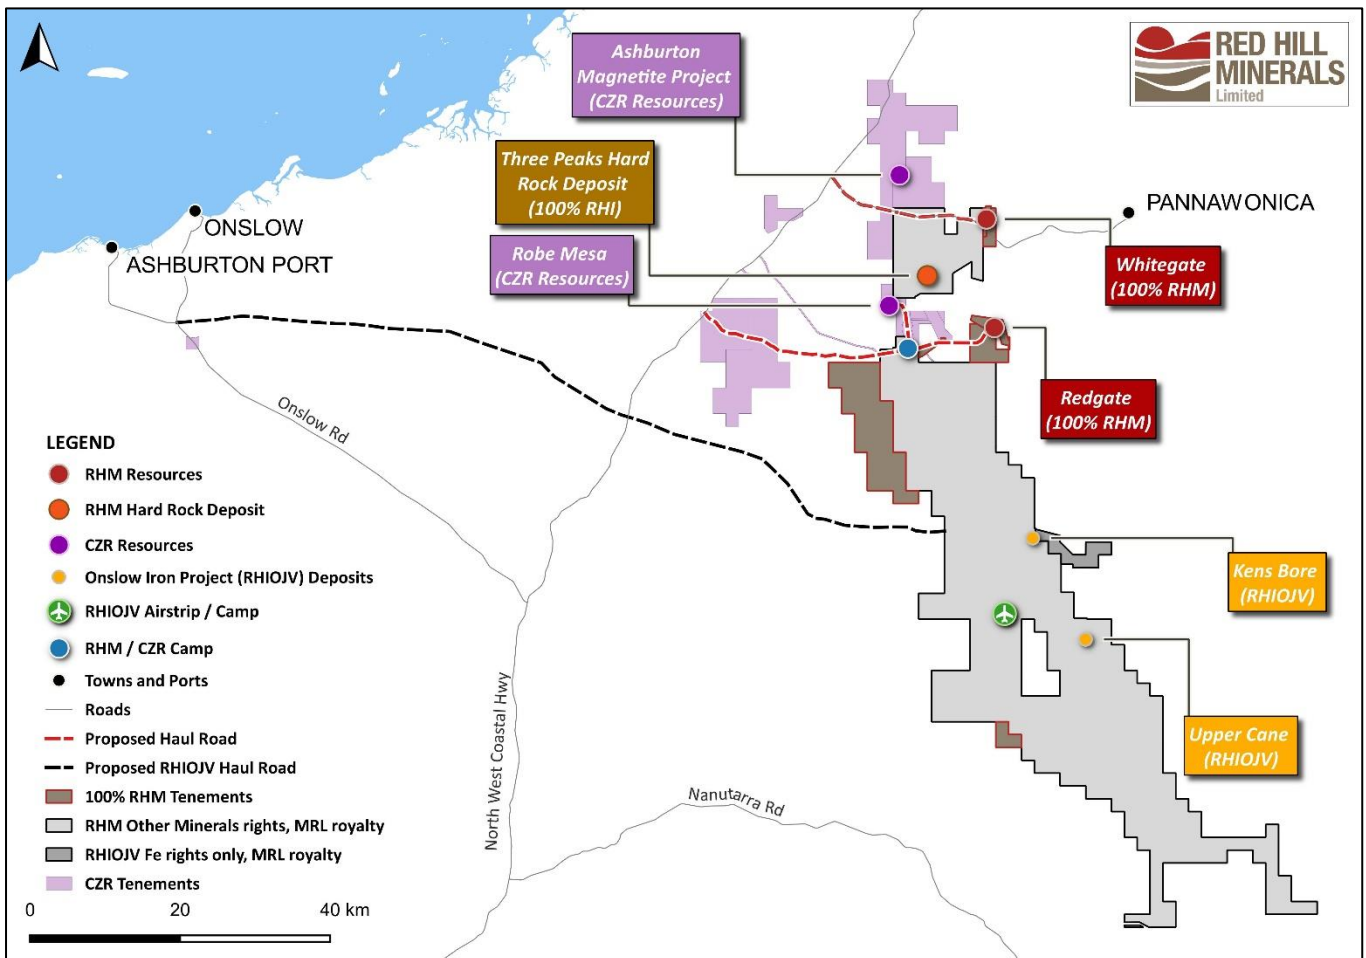 RED HILL
MINERALS
Limited
Ashburton
Magnetite Project
(CZR Resources)
Three Peaks Hard
Rock Deposit
(100% RHI)
Robe Mesa
(CZR Resources)
ONSLOW
ASHBURTON PORT
PANNAWONICA
Whitegate
(100% RHM)
Redgate
(100% RHM)
Kens Bore
(RHIOJV)
Upper Cane
(RHIOJV)
Onslow Rd
North West Coastal Hwy
Nanutarra Rd
LEGEND
RHM Resources
RHM Hard Rock Deposit
CZR Resources
Onslow Iron Project (RHIOJV) Deposits
RHIOJV Airstrip / Camp
RHM / CZR Camp
Towns and Ports
Roads
Proposed Haul Road
Proposed RHIOJV Haul Road
100% RHM Tenements
RHM Other Minerals rights, MRL royalty
RHIOJV Fe rights only, MRL royalty
CZR Tenements
0 20 40 km